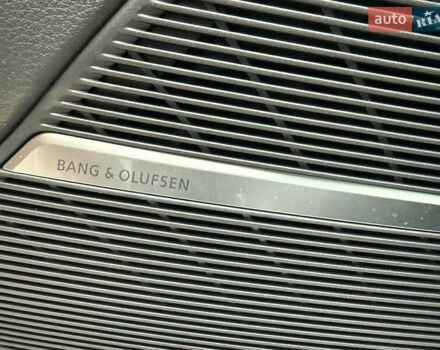 auto RIA
BANG & OLUFSEN